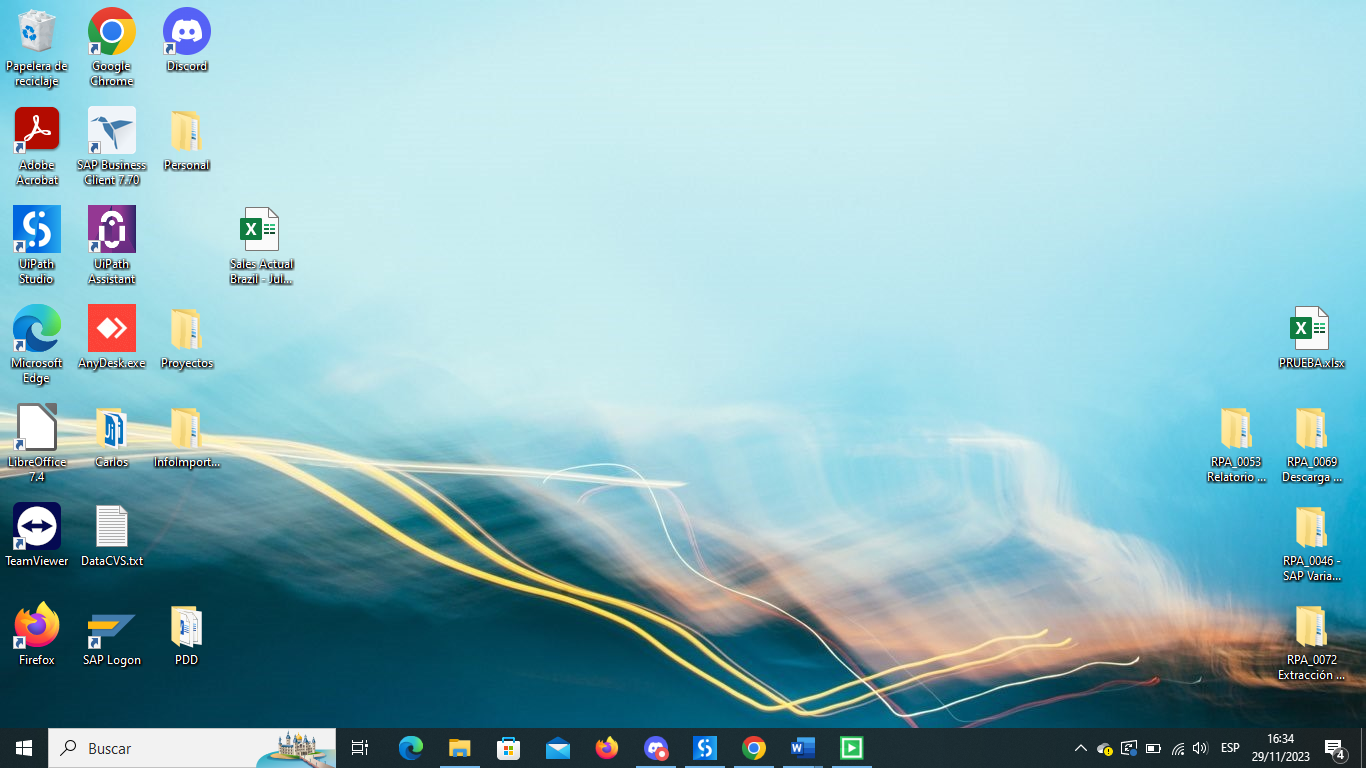 Papelera de
reciclaje
Google
Chrome
Discord
Adobe
Acrobat
SAP Business
Client 7.70
Personal
UiPath
Studio
UiPath
Assistant
Sales Actual
Brazil - Jul...
Microsoft
Edge
AnyDesk.exe
Proyectos
PRUEBA.xlsx
LibreOffice
7.4
Carlos
InfoImport...
RPA_0053
Relatorio ...
RPA_0069
Descarga ...
TeamViewer
DataCVS.txt
RPA_0046 -
SAP Varia...
Firefox
SAP Logon
PDD
RPA_0072
Extracción ...
Buscar
ESP
16:34
29/11/2023
4